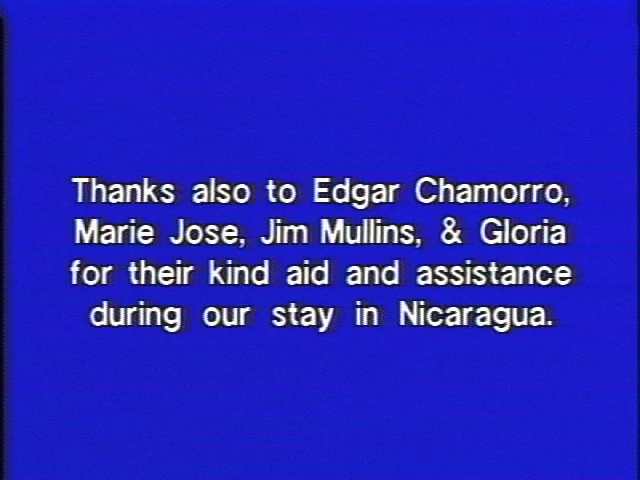 Thanks also to Edgar Chamorro,
Marie Jose, Jim Mullins, & Gloria
for their kind aid and assistance
during our stay in Nicaragua.